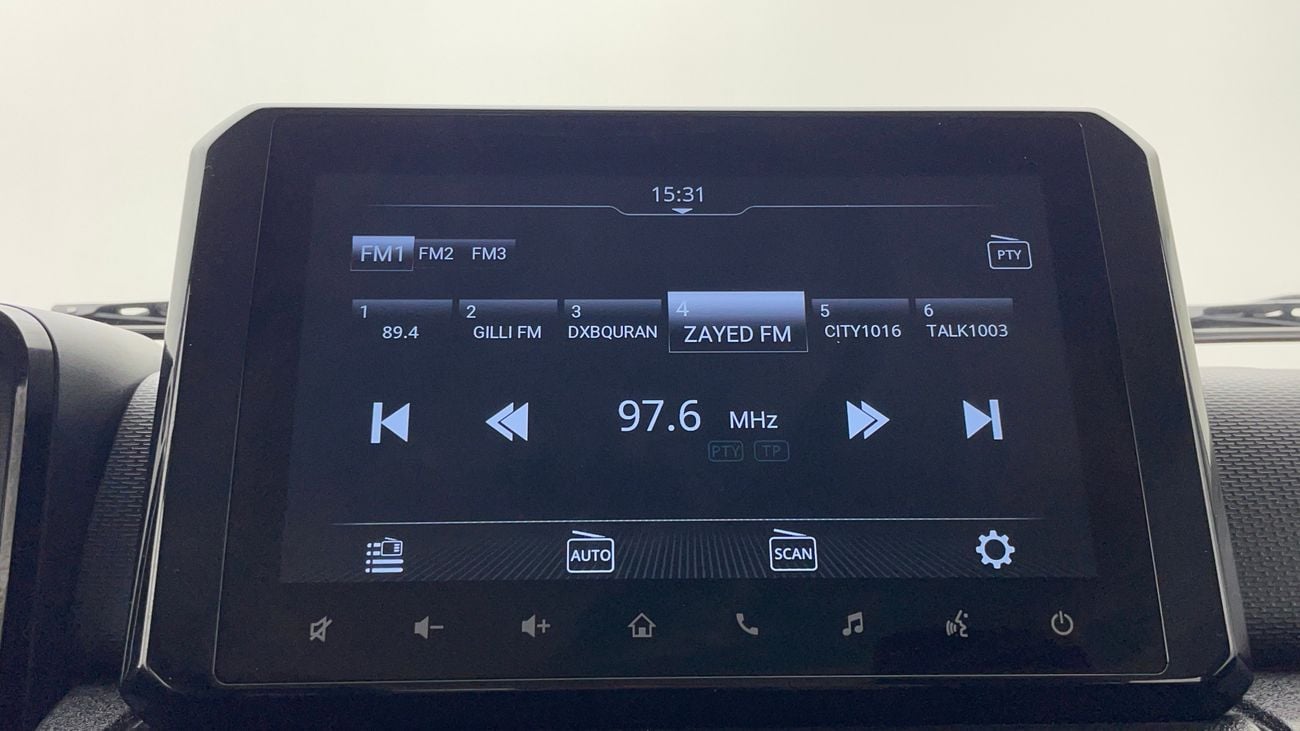 15:31
FM1 FM2 FM3 PTY
1 2 3 4 5 6
89.4 GILLI FM DXBQURAN ZAYED FM CITY1016 TALK1003
97.6 MHz
PTY TP
AUTO SCAN